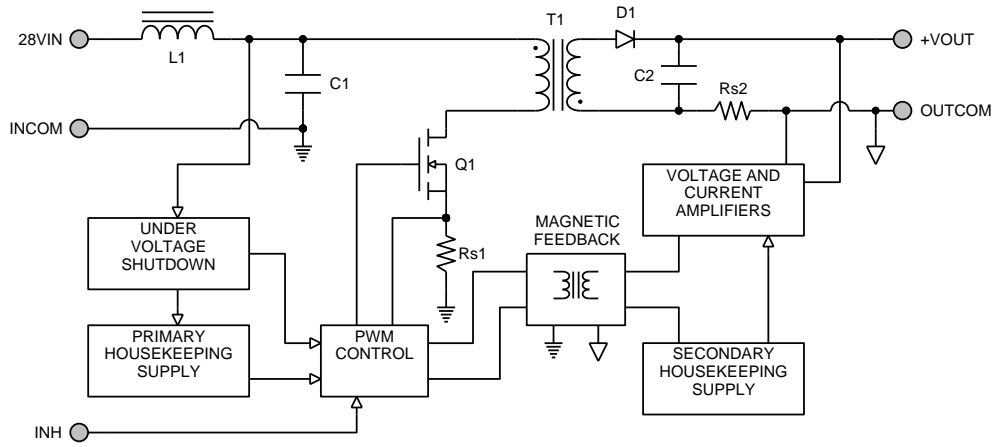 28VIN
L1
C1
T1
D1
C2
Rs2
+VOUT
INCOM
OUTCOM
Q1
Rs1
UNDER
VOLTAGE
SHUTDOWN
MAGNETIC
FEEDBACK
VOLTAGE AND
CURRENT
AMPLIFIERS
PRIMARY
HOUSEKEEPING
SUPPLY
PWM
CONTROL
SECONDARY
HOUSEKEEPING
SUPPLY
INH